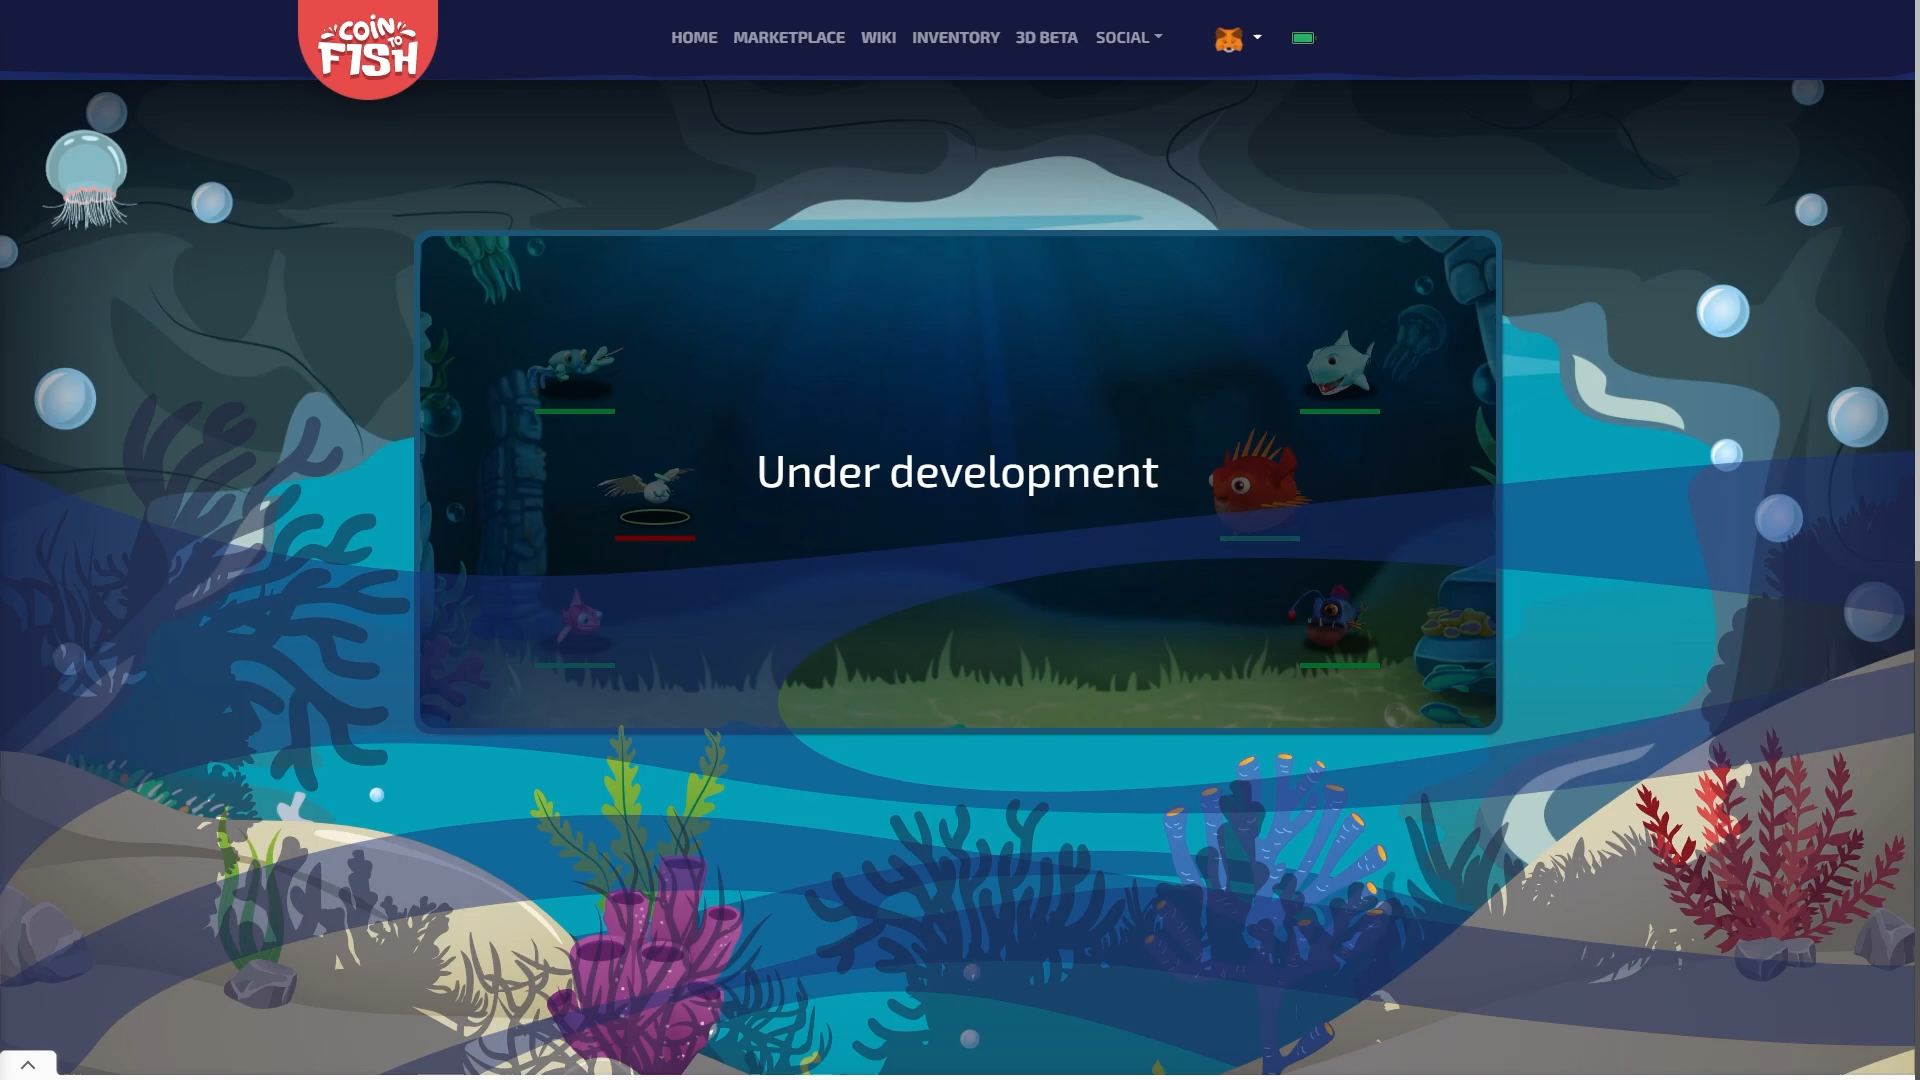 COIN
TO
FISH
HOME MARKETPLACE WIKI INVENTORY 3D BETA SOCIAL
Under development